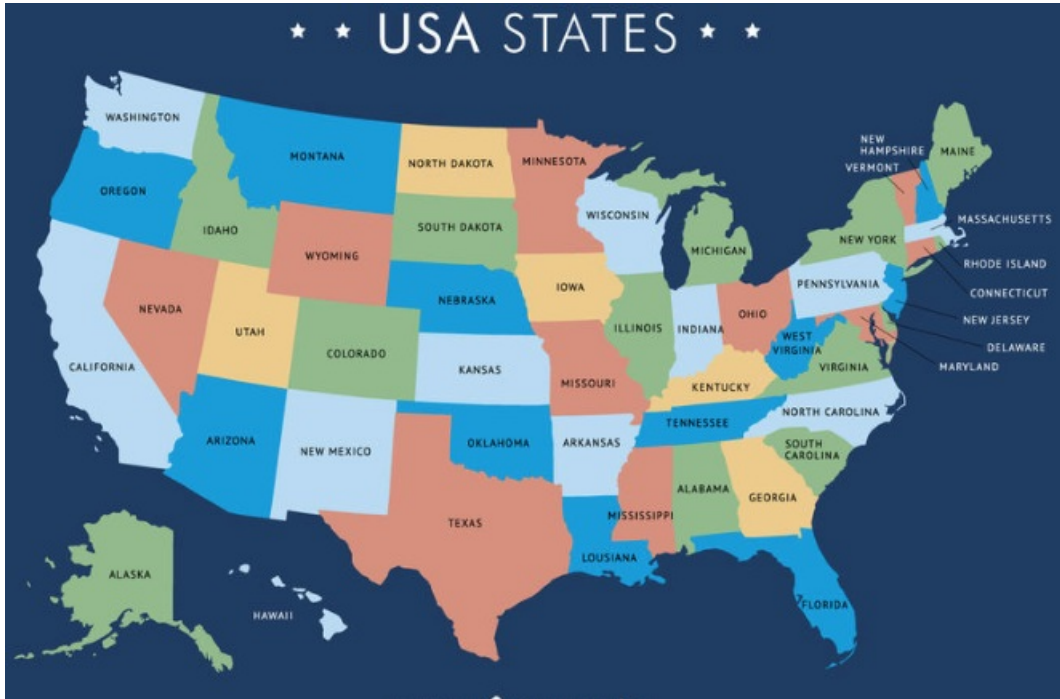 USA STATES
WASHINGTON
MONTANA
NORTH DAKOTA
MINNESOTA
NEW
HAMPSHIRE
MAINE
VERMONT
OREGON
IDAHO
SOUTH DAKOTA
WISCONSIN
MICHIGAN
NEW YORK
MASSACHUSETTS
WYOMING
RHODE ISLAND
CONNECTICUT
NEVADA
UTAH
NEBRASKA
IOWA
PENNSYLVANIA
NEW JERSEY
ILLINOIS
INDIANA
OHIO
DELAWARE
CALIFORNIA
COLORADO
KANSAS
MISSOURI
WEST
VIRGINIA
VIRGINIA
MARYLAND
KENTUCKY
ARIZONA
NEW MEXICO
OKLAHOMA
ARKANSAS
TENNESSEE
NORTH CAROLINA
SOUTH
CAROLINA
TEXAS
MISSISSIPPI
ALABAMA
GEORGIA
LOUSIANA
ALASKA
HAWAII
FLORIDA